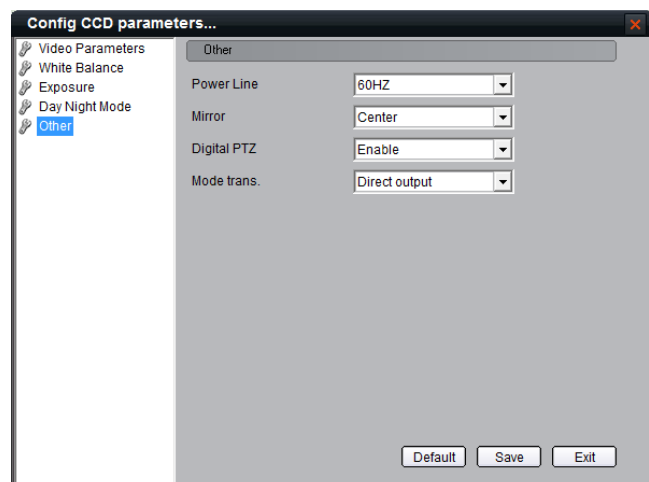 Config CCD parameters...
Video Parameters
White Balance
Exposure
Day Night Mode
Other
Other
Power Line 60HZ
Mirror Center
Digital PTZ Enable
Mode trans. Direct output
Default Save Exit